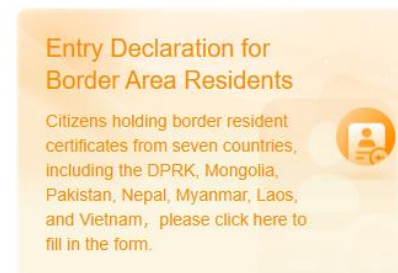 Entry Declaration for
Border Area Residents
Citizens holding border resident
certificates from seven countries,
including the DPRK, Mongolia,
Pakistan, Nepal, Myanmar, Laos,
and Vietnam，please click here to
fill in the form.